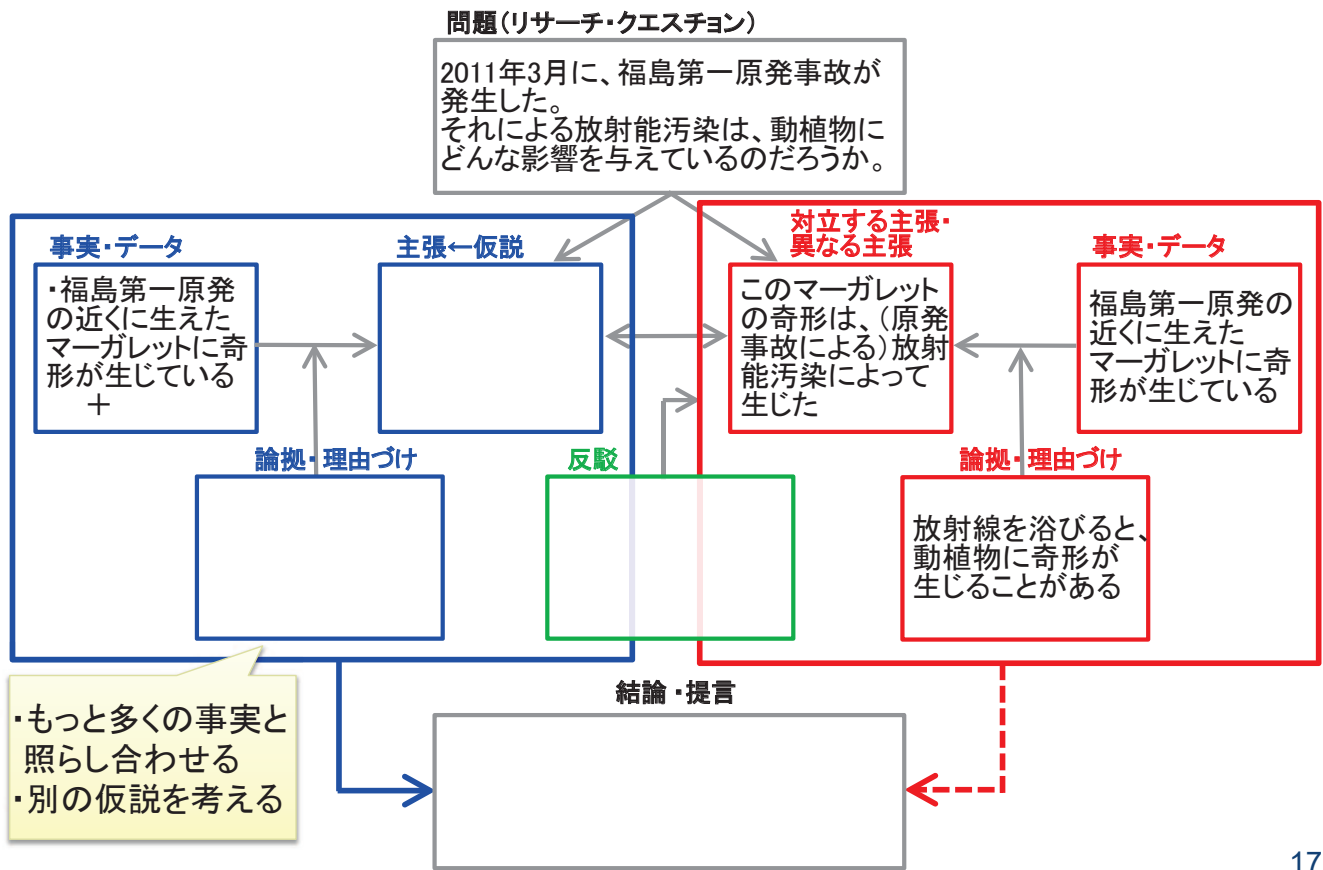 問題(リサーチ・クエスチョン)
2011年3月に、福島第一原発事故が
発生した。
それによる放射能汚染は、動植物に
どんな影響を与えているのだろうか。
事実・データ
・福島第一原発
の近くに生えた
マーガレットに奇
形が生じている
＋
主張←仮説
論拠・理由づけ
反駁
対立する主張・
異なる主張
このマーガレット
の奇形は、(原発
事故による)放射
能汚染によって
生じた
事実・データ
福島第一原発の
近くに生えた
マーガレットに奇
形が生じている
論拠・理由づけ
放射線を浴びると、
動植物に奇形が
生じることがある
・もっと多くの事実と
照らし合わせる
・別の仮説を考える
結論・提言
17